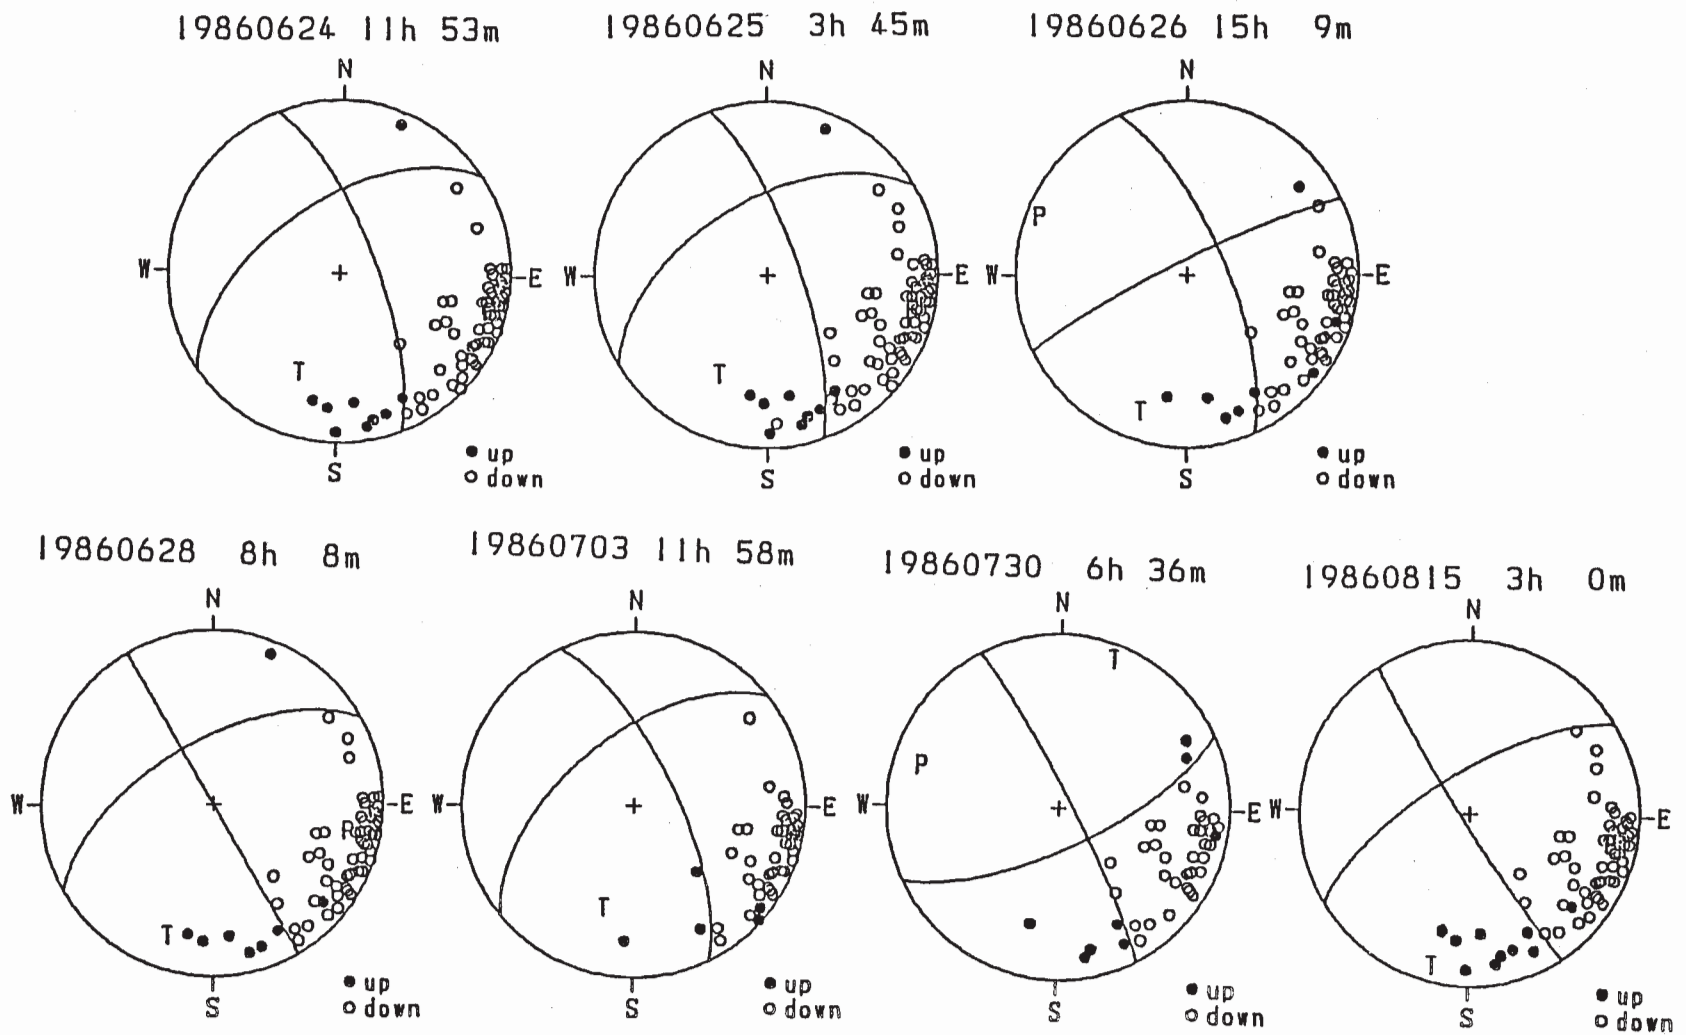 19860624 11h 53m
19860625 3h 45m
19860626 15h 9m
N
N
N
P
W
E
W
E
W
E
T
T
T
S
S
S
up
down
up
down
up
down
19860628 8h 8m
19860703 11h 58m
19860730 6h 36m
19860815 3h 0m
N
N
N
N
T
P
W
E
W
E
W
E
W
E
P
T
T
T
S
S
S
S
up
down
up
down
up
down
up
down